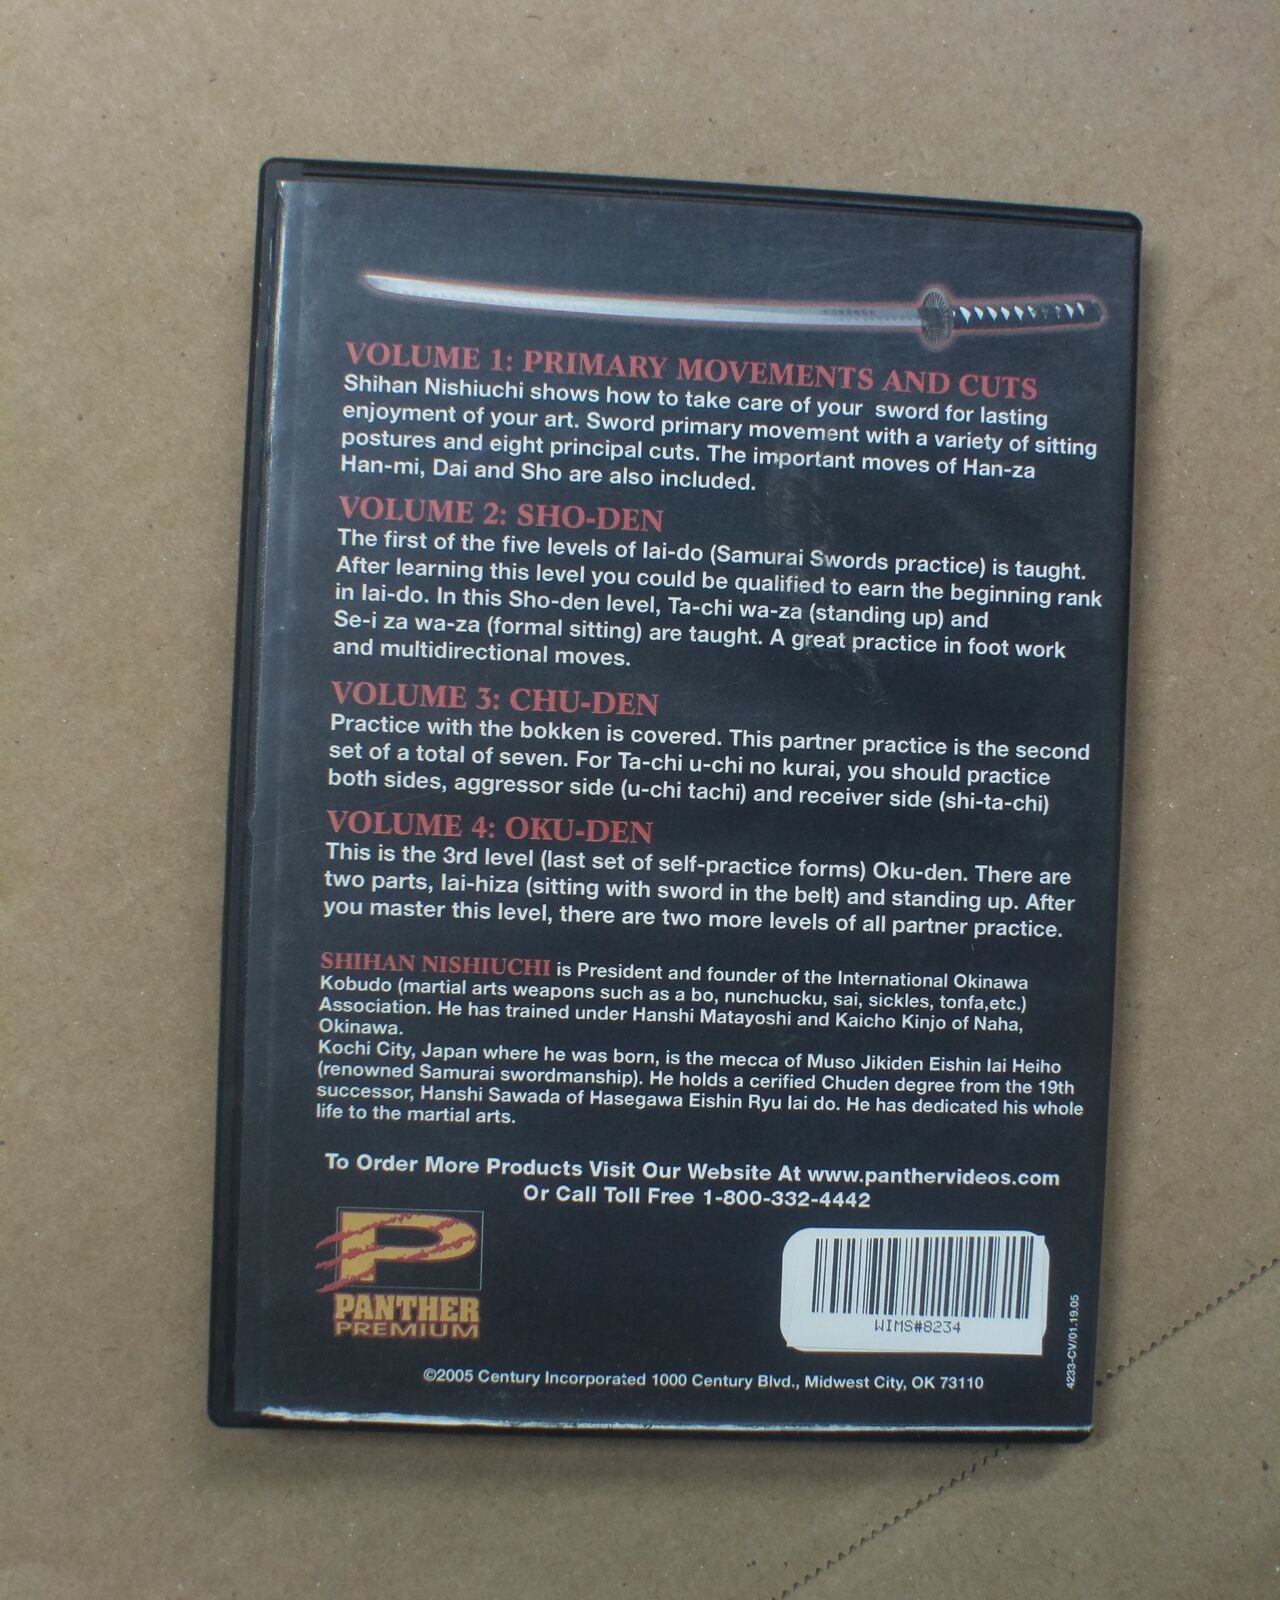 VOLUME 1: PRIMARY MOVEMENTS AND CUTS
Shihan Nishiuchi shows how to take care of your sword for lasting
enjoyment of your art. Sword primary movement with a variety of sitting
postures and eight principal cuts. The important moves of Han-za
Han-mi, Dai and Sho are also included.
VOLUME 2: SHO-DEN
The first of the five levels of Iai-do (Samurai Swords practice) is taught.
After learning this level you could be qualified to earn the beginning rank
in Iai-do. In this Sho-den level, Ta-chi wa-za (standing up) and
Se-i za wa-za (formal sitting) are taught. A great practice in foot work
and multidirectional moves.
VOLUME 3: CHU-DEN
Practice with the bokken is covered. This partner practice is the second
set of a total of seven. For Ta-chi u-chi no kurai, you should practice
both sides, aggressor side (u-chi tachi) and receiver side (shi-ta-chi)
VOLUME 4: OKU-DEN
This is the 3rd level (last set of self-practice forms) Oku-den. There are
two parts, Iai-hiza (sitting with sword in the belt) and standing up. After
you master this level, there are two more levels of all partner practice.
SHIHAN NISHIUCHI is President and founder of the International Okinawa
Kobudo (martial arts weapons such as a bo, nunchucku, sai, sickles, tonfa,etc.)
Association. He has trained under Hanshi Matayoshi and Kaicho Kinjo of Naha,
Okinawa.
Kochi City, Japan where he was born, is the mecca of Muso Jikiden Eishin Iai Heiho
(renowned Samurai swordmanship). He holds a cerified Chuden degree from the 19th
successor, Hanshi Sawada of Hasegawa Eishin Ryu Iai do. He has dedicated his whole
life to the martial arts.
To Order More Products Visit Our Website At www.panthervideos.com
Or Call Toll Free 1-800-332-4442
P
PANTHER
PREMIUM
WIMS#8234
4233-CV/01.19.05
©2005 Century Incorporated 1000 Century Blvd., Midwest City, OK 73110